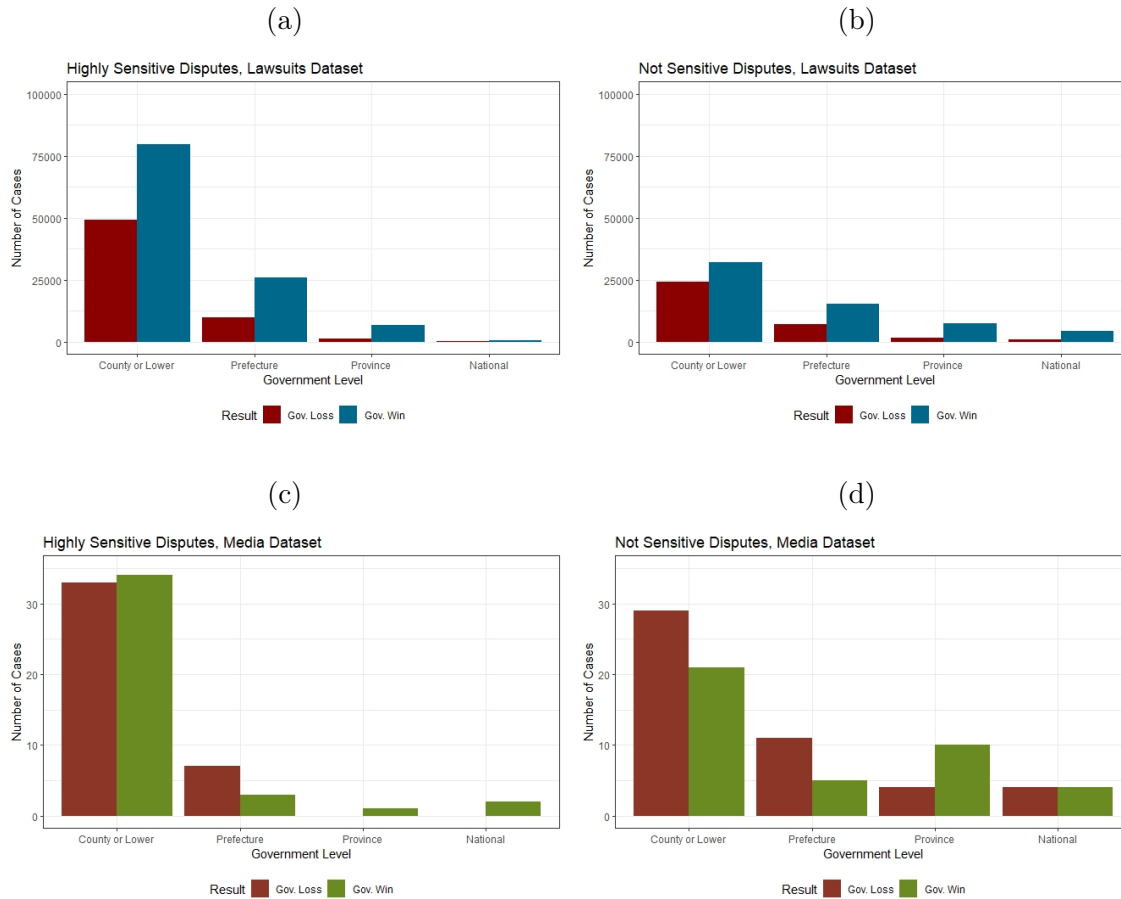 (a)
Highly Sensitive Disputes, Lawsuits Dataset
Number of Cases
100000
75000
50000
25000
0
County or Lower Prefecture Province National
Government Level
Result Gov. Loss Gov. Win
(b)
Not Sensitive Disputes, Lawsuits Dataset
Number of Cases
100000
75000
50000
25000
0
County or Lower Prefecture Province National
Government Level
Result Gov. Loss Gov. Win
(c)
Highly Sensitive Disputes, Media Dataset
Number of Cases
30
20
10
0
County or Lower Prefecture Province National
Government Level
Result Gov. Loss Gov. Win
(d)
Not Sensitive Disputes, Media Dataset
Number of Cases
30
20
10
0
County or Lower Prefecture Province National
Government Level
Result Gov. Loss Gov. Win